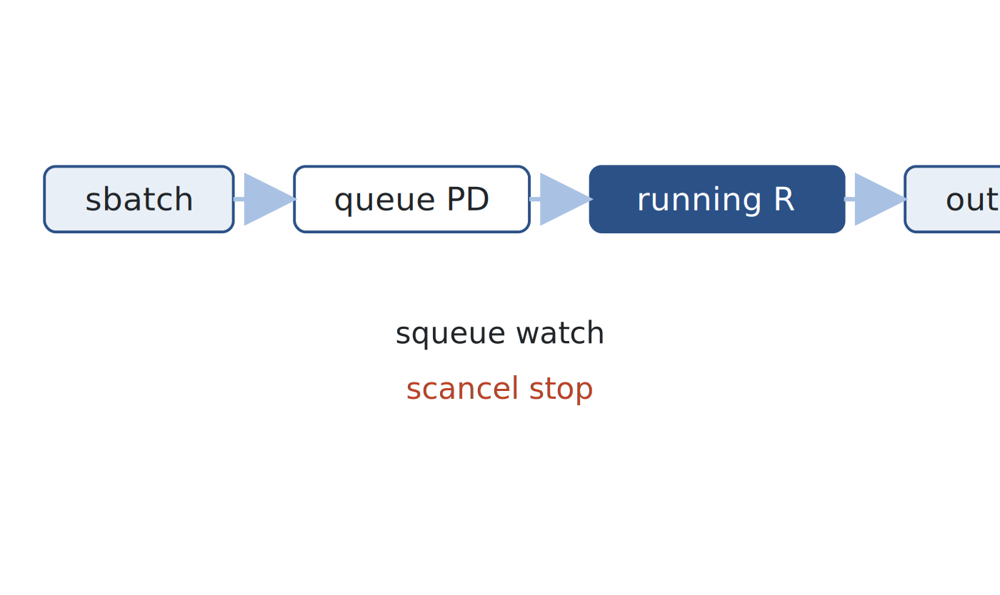 sbatch
queue PD
running R
out
squeue watch
scancel stop